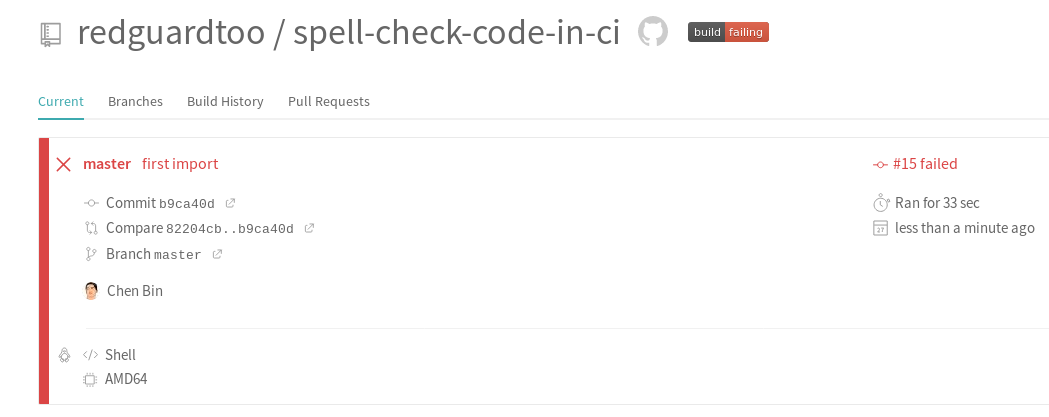 redguardtoo / spell-check-code-in-ci build failing
Current Branches Build History Pull Requests
master first import #15 failed
Commit b9ca40d Ran for 33 sec
Compare 82204cb..b9ca40d less than a minute ago
Branch master
Chen Bin
Shell
AMD64